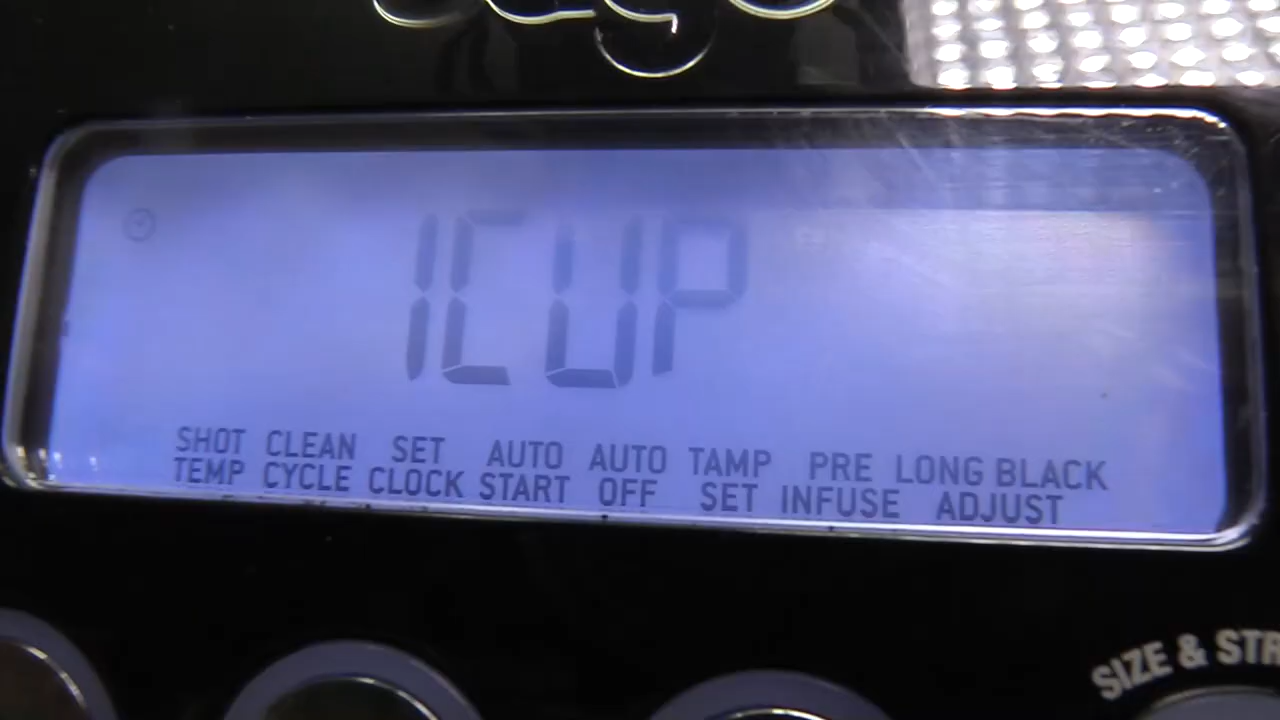 1CUP
SHOT CLEAN SET AUTO AUTO TAMP PRE LONG BLACK
TEMP CYCLE CLOCK START OFF SET INFUSE ADJUST
SIZE &